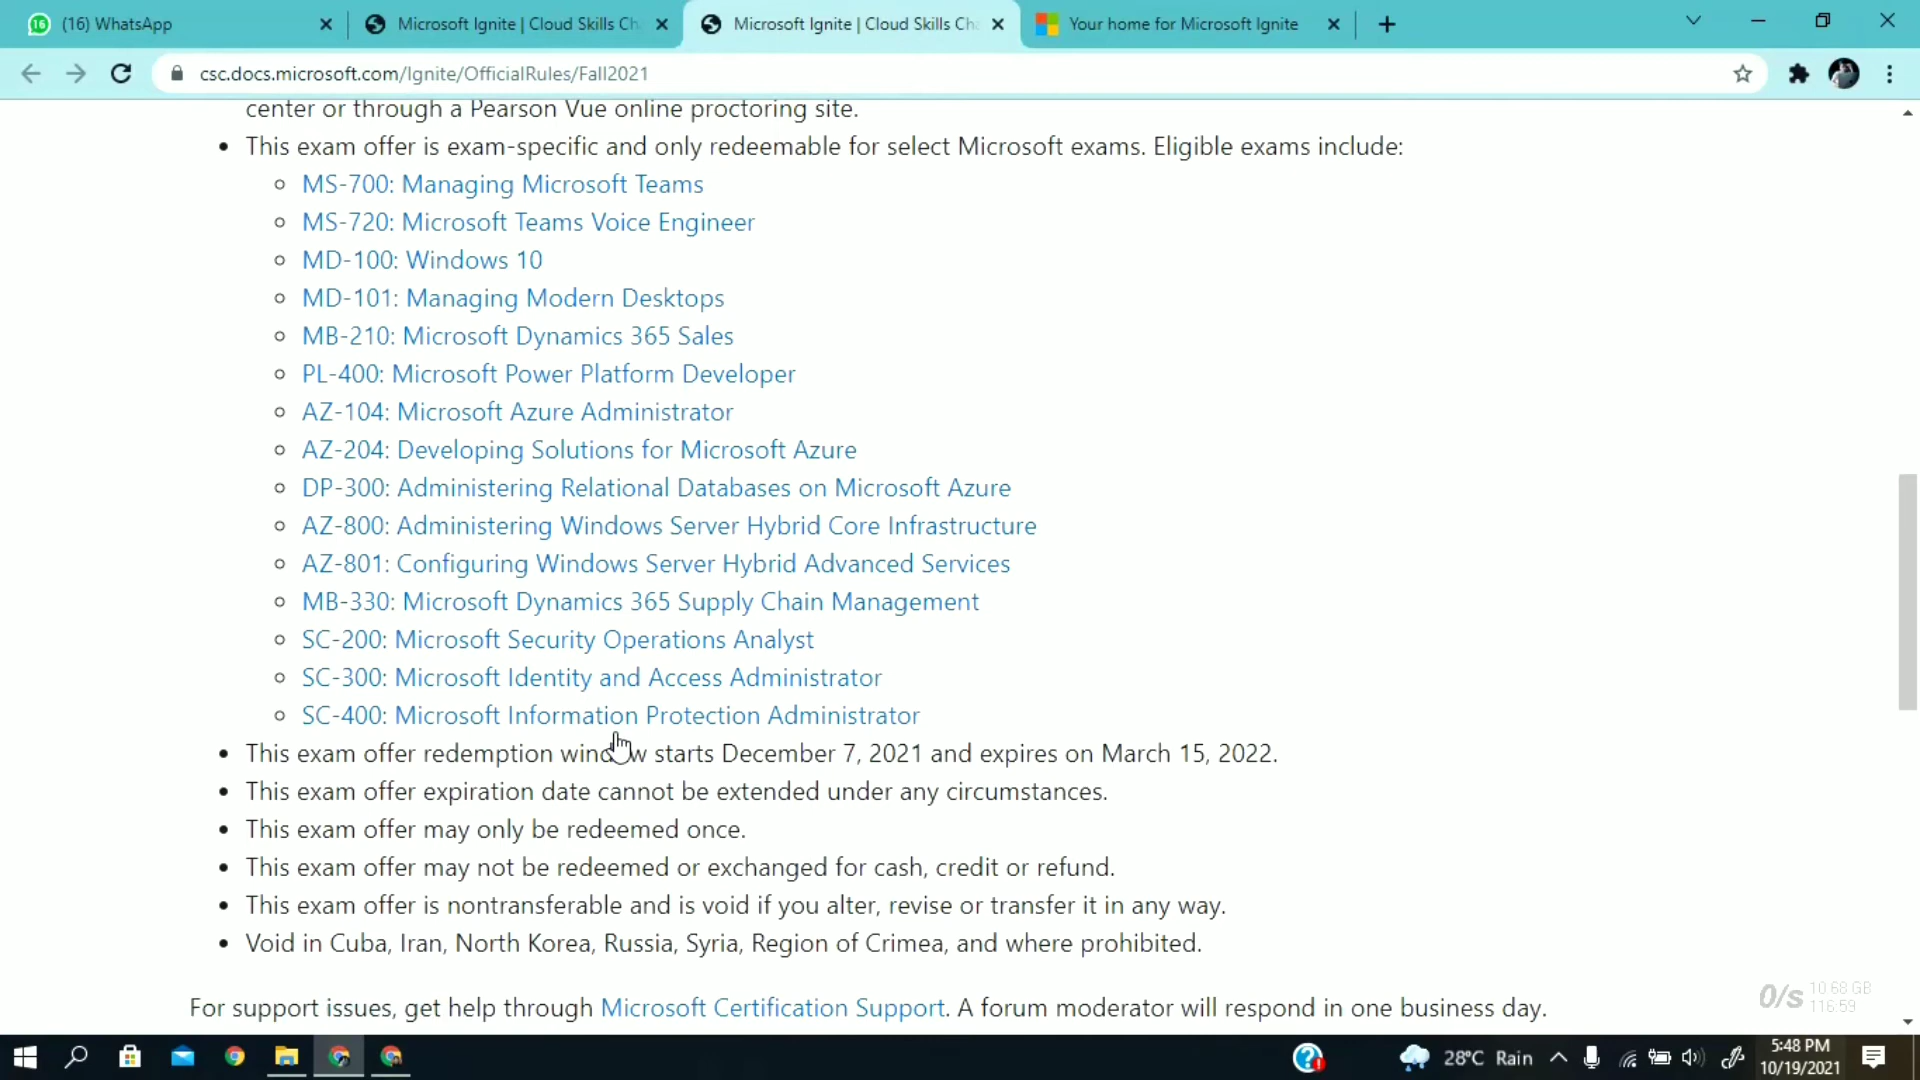 16
(16) WhatsApp
Microsoft Ignite | Cloud Skills Ch
Microsoft Ignite | Cloud Skills Ch
Your home for Microsoft Ignite
csc.docs.microsoft.com/Ignite/OfficialRules/Fall2021
center or through a Pearson Vue online proctoring site.
This exam offer is exam-specific and only redeemable for select Microsoft exams. Eligible exams include:
MS-700: Managing Microsoft Teams
MS-720: Microsoft Teams Voice Engineer
MD-100: Windows 10
MD-101: Managing Modern Desktops
MB-210: Microsoft Dynamics 365 Sales
PL-400: Microsoft Power Platform Developer
AZ-104: Microsoft Azure Administrator
AZ-204: Developing Solutions for Microsoft Azure
DP-300: Administering Relational Databases on Microsoft Azure
AZ-800: Administering Windows Server Hybrid Core Infrastructure
AZ-801: Configuring Windows Server Hybrid Advanced Services
MB-330: Microsoft Dynamics 365 Supply Chain Management
SC-200: Microsoft Security Operations Analyst
SC-300: Microsoft Identity and Access Administrator
SC-400: Microsoft Information Protection Administrator
This exam offer redemption window starts December 7, 2021 and expires on March 15, 2022.
This exam offer expiration date cannot be extended under any circumstances.
This exam offer may only be redeemed once.
This exam offer may not be redeemed or exchanged for cash, credit or refund.
This exam offer is nontransferable and is void if you alter, revise or transfer it in any way.
Void in Cuba, Iran, North Korea, Russia, Syria, Region of Crimea, and where prohibited.
0/s 10.68 GB
116:59
For support issues, get help through Microsoft Certification Support. A forum moderator will respond in one business day.
28°C Rain
5:48 PM
10/19/2021